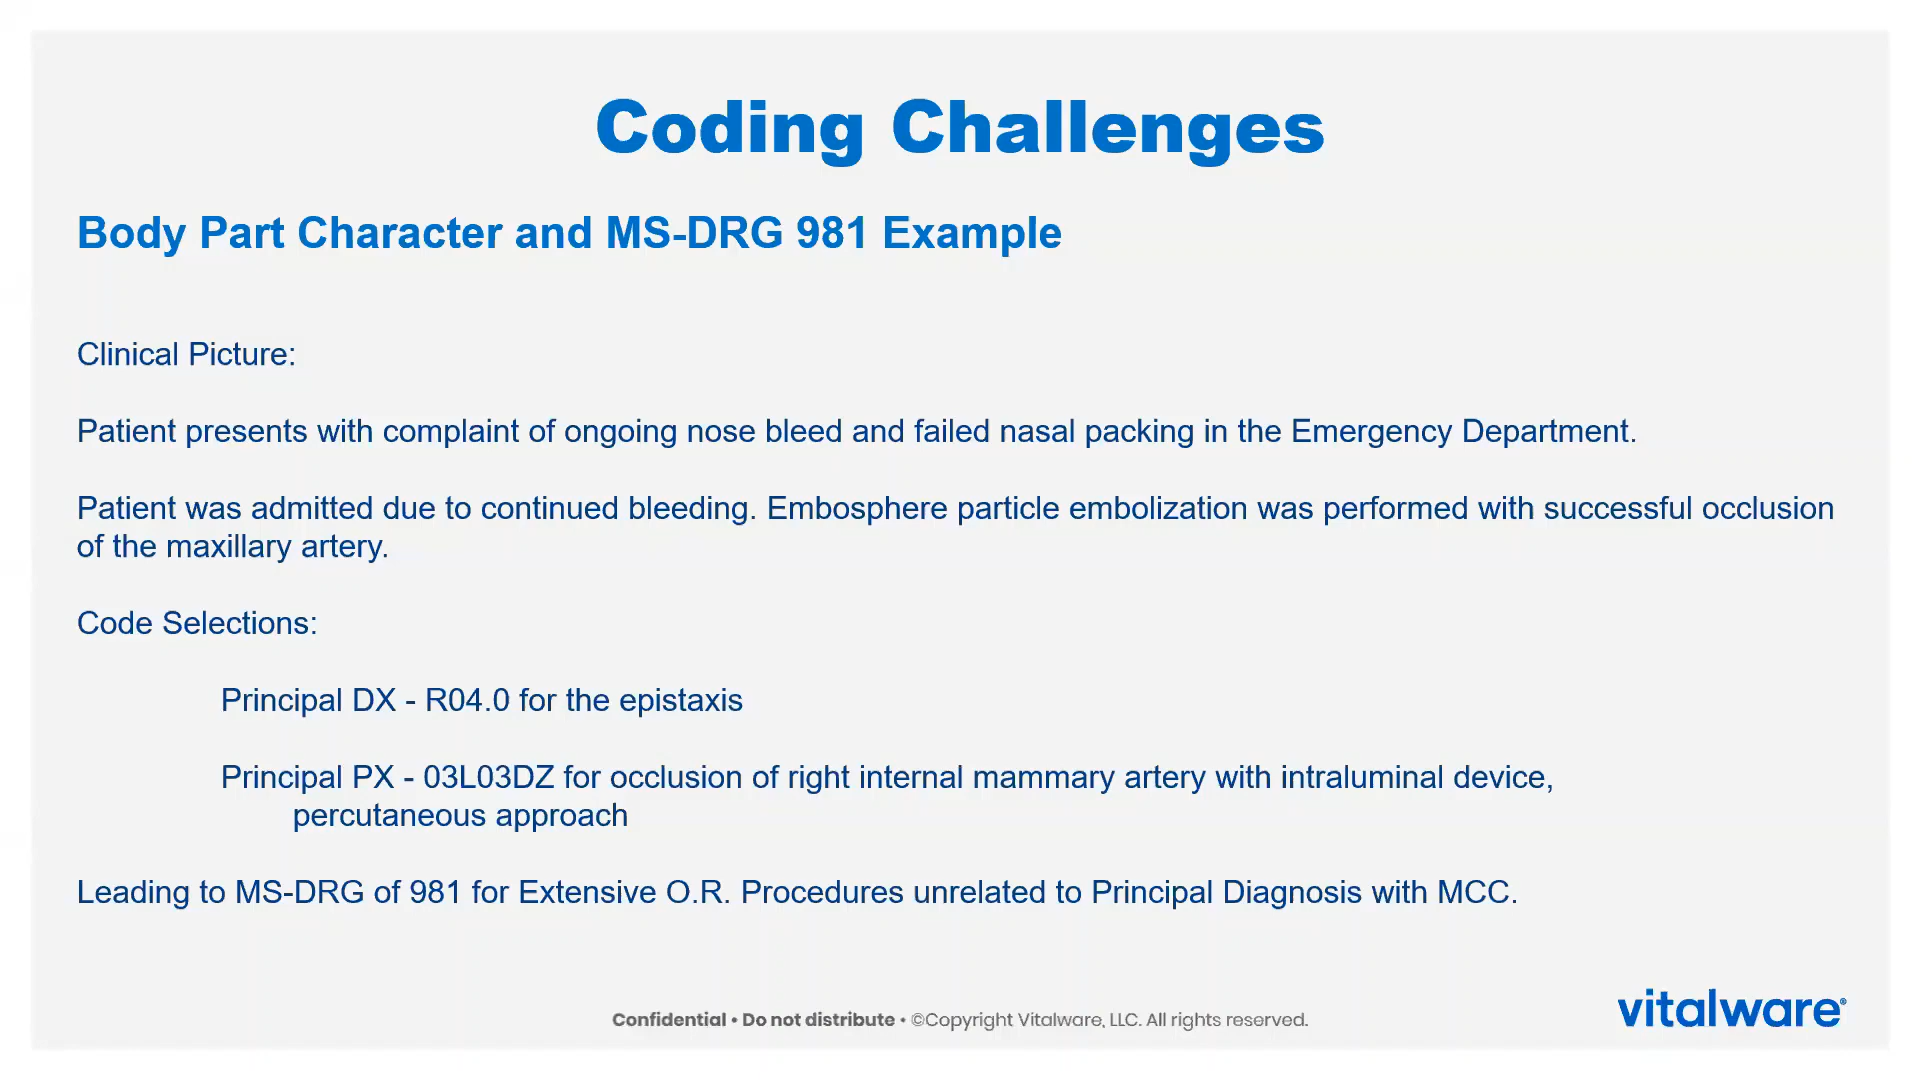 Coding Challenges
Body Part Character and MS-DRG 981 Example
Clinical Picture:
Patient presents with complaint of ongoing nose bleed and failed nasal packing in the Emergency Department.
Patient was admitted due to continued bleeding. Embosphere particle embolization was performed with successful occlusion
of the maxillary artery.
Code Selections:
Principal DX - R04.0 for the epistaxis
Principal PX - 03L03DZ for occlusion of right internal mammary artery with intraluminal device,
percutaneous approach
Leading to MS-DRG of 981 for Extensive O.R. Procedures unrelated to Principal Diagnosis with MCC.
Confidential • Do not distribute • ©Copyright Vitalware, LLC. All rights reserved.
vitalware®